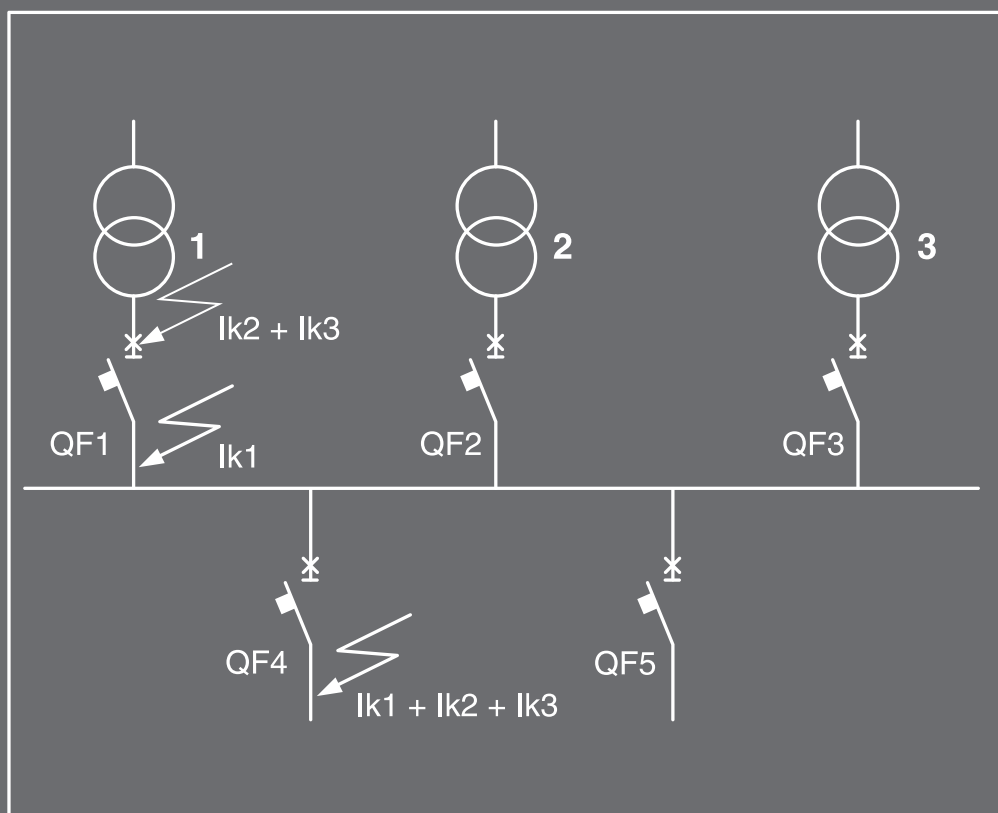 1
2
3
Ik2 + Ik3
QF1
Ik1
QF2
QF3
QF4
QF5
Ik1 + Ik2 + Ik3